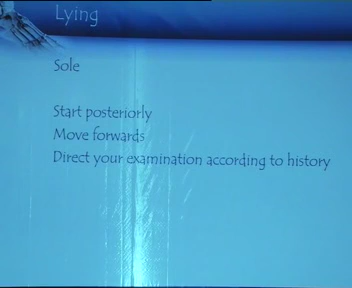 Lying
Sole
Start posteriorly
Move forwards
Direct your examination according to history